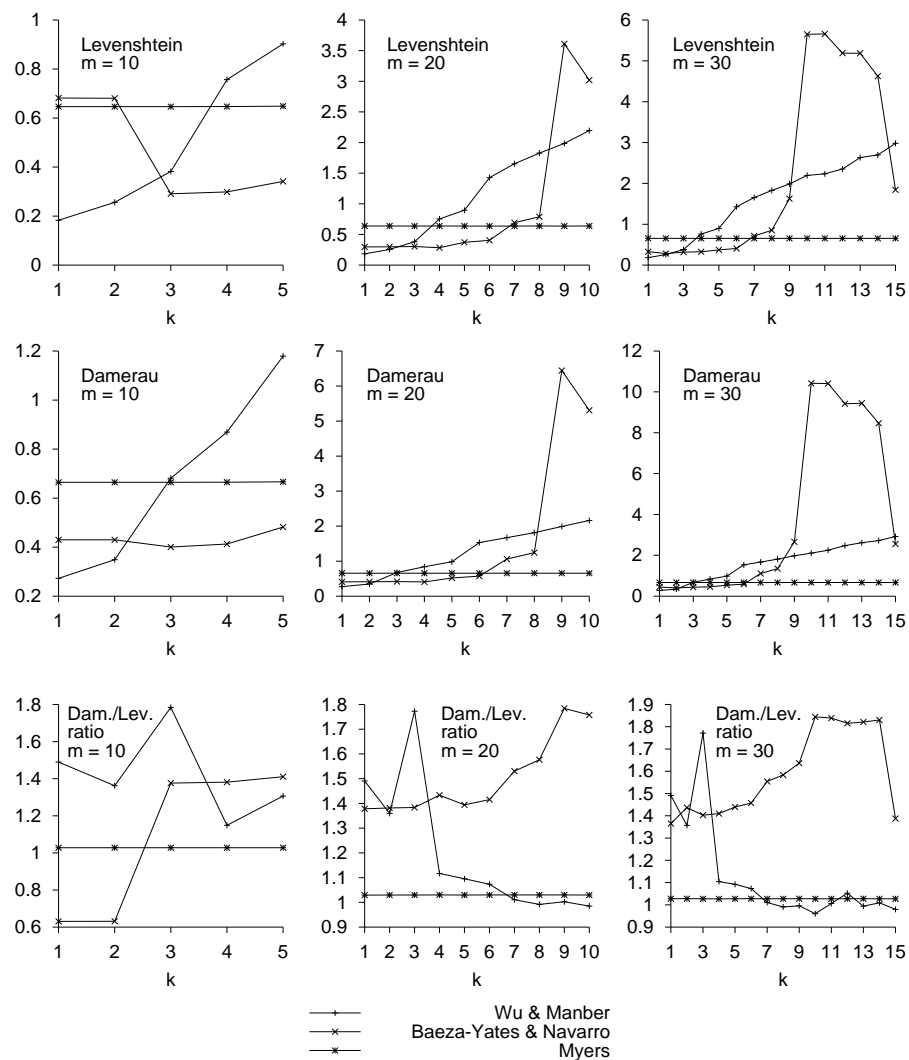 1
0.8
0.6
0.4
0.2
0
Levenshtein
m = 10
1 2 3 4 5
k
4
3.5
3
2.5
2
1.5
1
0.5
0
Levenshtein
m = 20
1 2 3 4 5 6 7 8 9 10
k
6
5
4
3
2
1
0
Levenshtein
m = 30
1 3 5 7 9 11 13 15
k
1.2
1
0.8
0.6
0.4
0.2
Damerau
m = 10
1 2 3 4 5
k
7
6
5
4
3
2
1
0
Damerau
m = 20
1 2 3 4 5 6 7 8 9 10
k
12
10
8
6
4
2
0
Damerau
m = 30
1 3 5 7 9 11 13 15
k
1.8
1.6
1.4
1.2
1
0.8
0.6
Dam./Lev.
ratio
m = 10
1 2 3 4 5
k
1.8
1.7
1.6
1.5
1.4
1.3
1.2
1.1
1
0.9
Dam./Lev.
ratio
m = 20
1 2 3 4 5 6 7 8 9 10
k
1.9
1.8
1.7
1.6
1.5
1.4
1.3
1.2
1.1
1
0.9
Dam./Lev.
ratio
m = 30
1 3 5 7 9 11 13 15
k
Wu & Manber
Baeza-Yates & Navarro
Myers